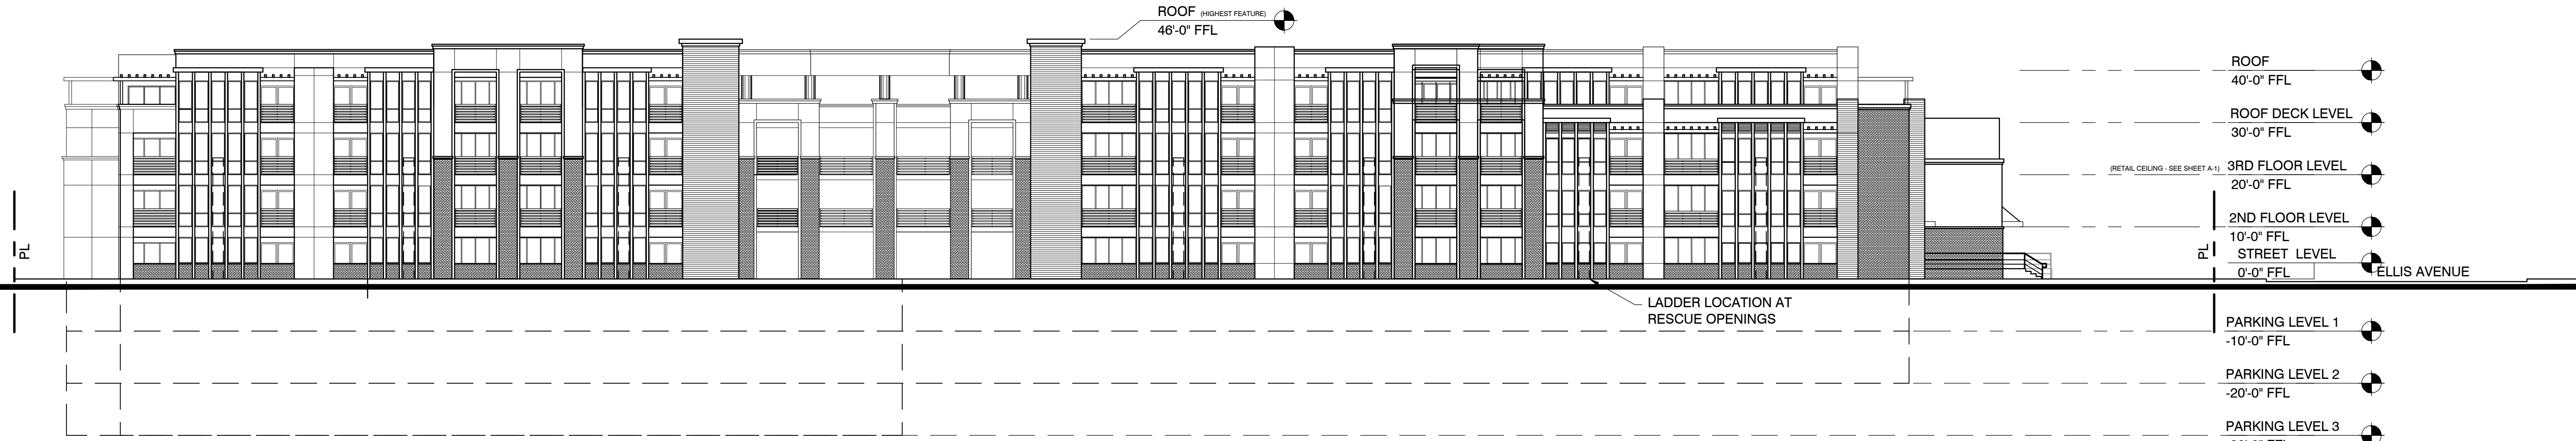 ROOF (HIGHEST FEATURE)
46'-0" FFL
ROOF
40'-0" FFL
ROOF DECK LEVEL
30'-0" FFL
(RETAIL CEILING - SEE SHEET A-1) 3RD FLOOR LEVEL
20'-0" FFL
2ND FLOOR LEVEL
10'-0" FFL
STREET LEVEL
0'-0" FFL
ELLIS AVENUE
PL
PL
LADDER LOCATION AT
RESCUE OPENINGS
PARKING LEVEL 1
-10'-0" FFL
PARKING LEVEL 2
-20'-0" FFL
PARKING LEVEL 3